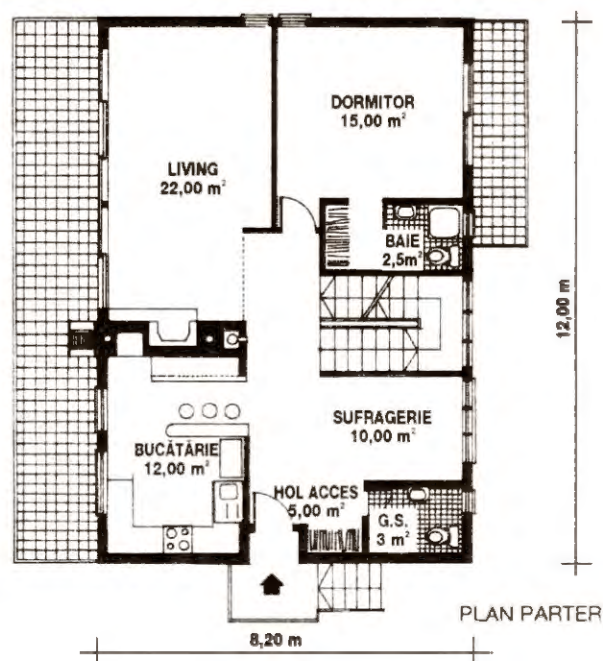 DORMITOR
15,00 m²
LIVING
22,00 m²
BAIE
2,5m²
12,00 m
SUFRAGERIE
10,00 m²
BUCĂTĂRIE
12,00 m²
HOL ACCES
5,00 m²
G.S.
3 m²
PLAN PARTER
8,20 m